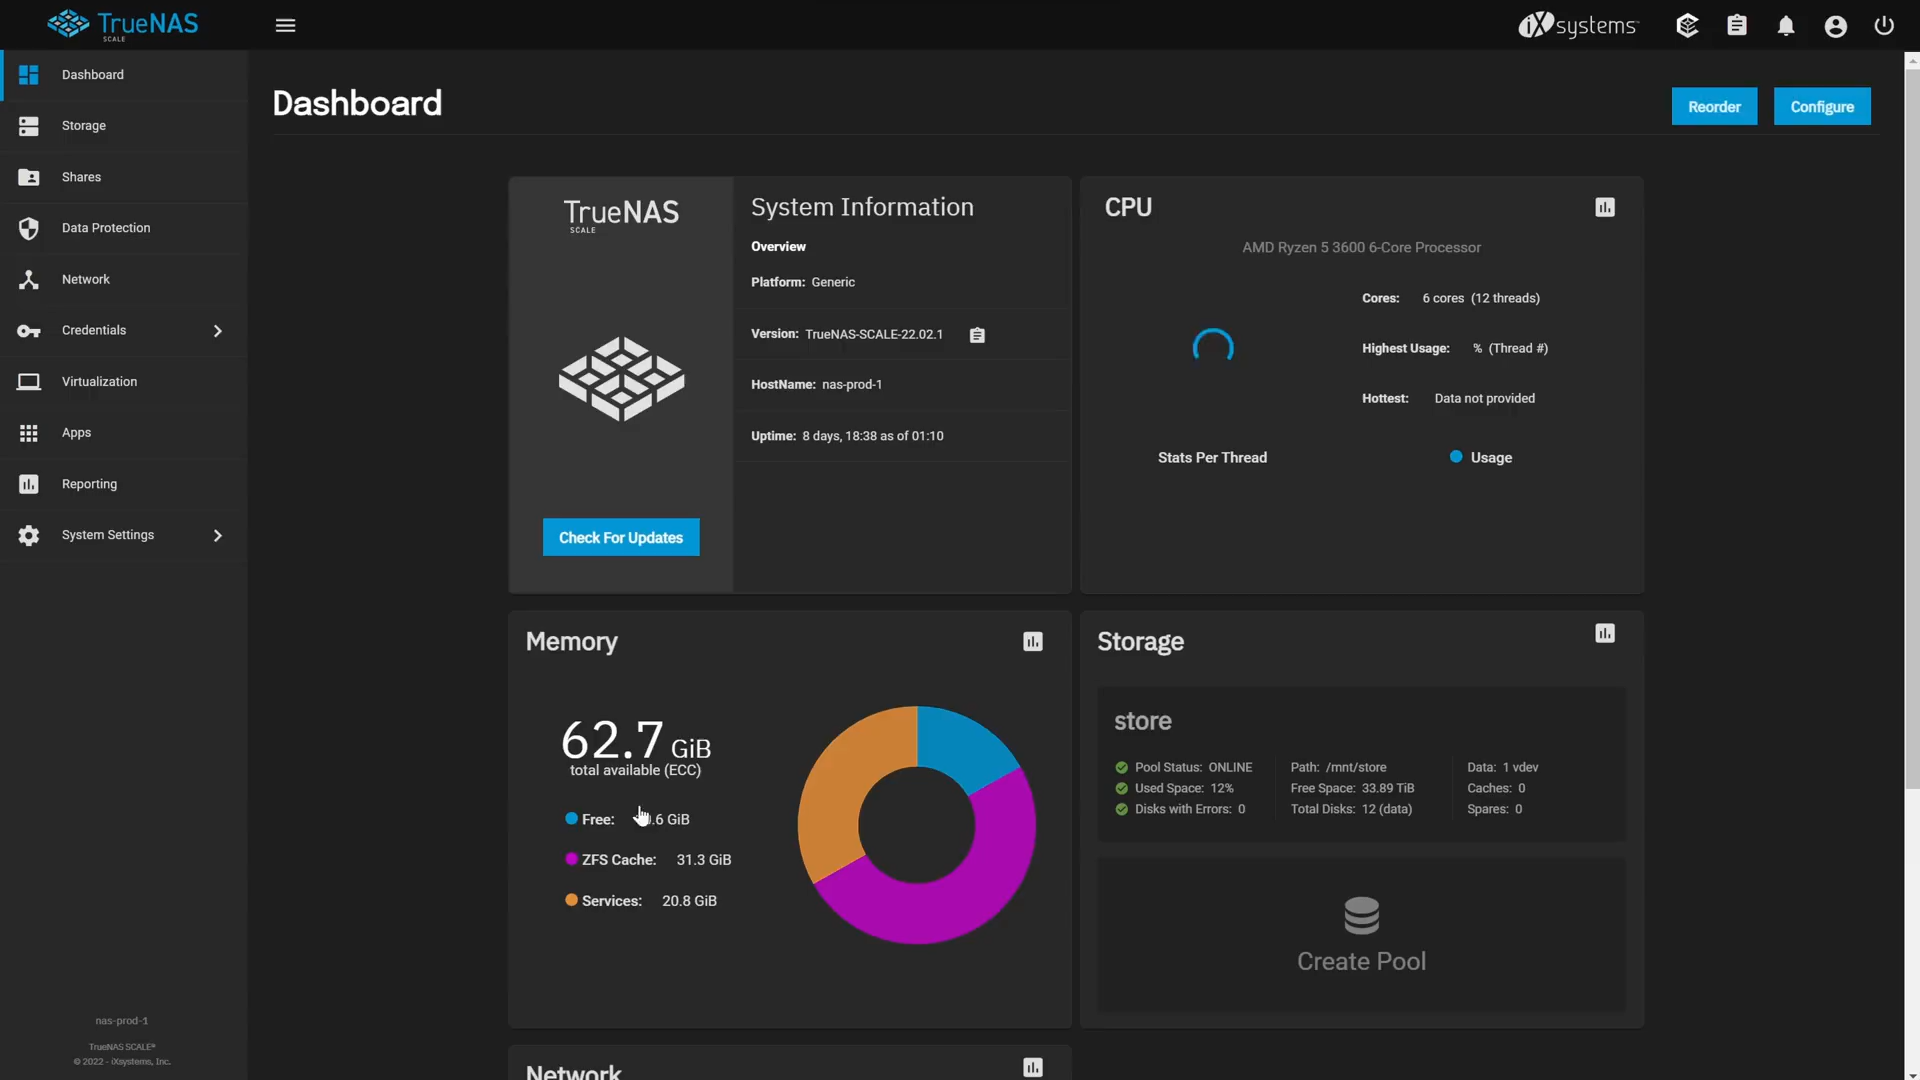 TrueNAS
SCALE
iXsystems
Dashboard
Storage
Shares
Data Protection
Network
Credentials
Virtualization
Apps
Reporting
System Settings
nas-prod-1
TrueNAS SCALE®
© 2022 - iXsystems, Inc.
Dashboard
Reorder
Configure
TrueNAS
SCALE
Check For Updates
System Information
Overview
Platform: Generic
Version: TrueNAS-SCALE-22.02.1
HostName: nas-prod-1
Uptime: 8 days, 18:38 as of 01:10
CPU
AMD Ryzen 5 3600 6-Core Processor
Cores: 6 cores (12 threads)
Highest Usage: % (Thread #)
Hottest: Data not provided
Stats Per Thread
Usage
Memory
62.7 GiB
total available (ECC)
Free: .6 GiB
ZFS Cache: 31.3 GiB
Services: 20.8 GiB
Storage
store
Pool Status: ONLINE
Used Space: 12%
Disks with Errors: 0
Path: /mnt/store
Free Space: 33.89 TiB
Total Disks: 12 (data)
Data: 1 vdev
Caches: 0
Spares: 0
Create Pool
Network